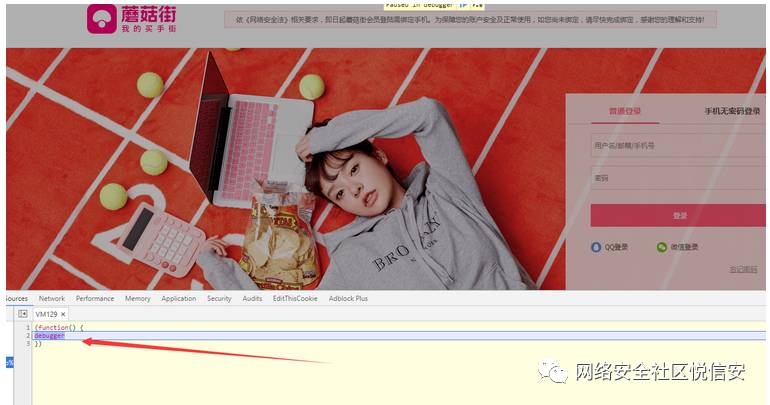 Paused in debugger
蘑菇街
我的买手街
依《网络安全法》相关要求，即日起蘑菇街会员登陆需绑定手机。为保障您的账户安全及正常使用，如您尚未绑定，请尽快完成绑定，感谢您的理解和支持!
普通登录 手机无密码登录
用户名/邮箱/手机号
密码
登录
QQ登录 微信登录
忘记密码
BROOKLYN
Sources Network Performance Memory Application Security Audits EditThisCookie Adblock Plus
VM129 ×
1 (function() {
2 debugger
3 })
网络安全社区悦信安